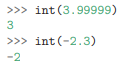 >>> int(3.99999)
3
>>> int(-2.3)
-2